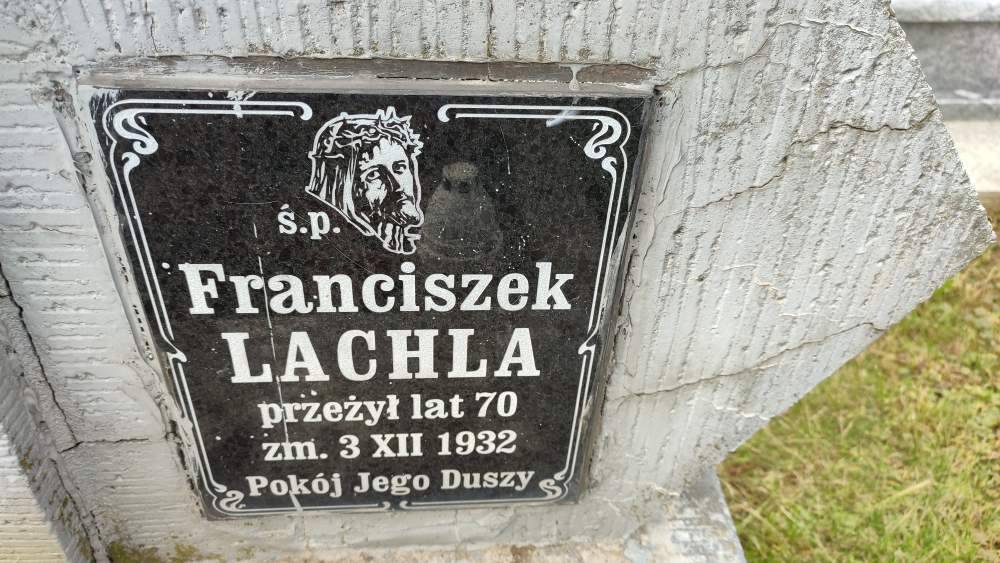 ś.p.
Franciszek
LACHLA
przeżył lat 70
zm. 3 XII 1932
Pokój Jego Duszy